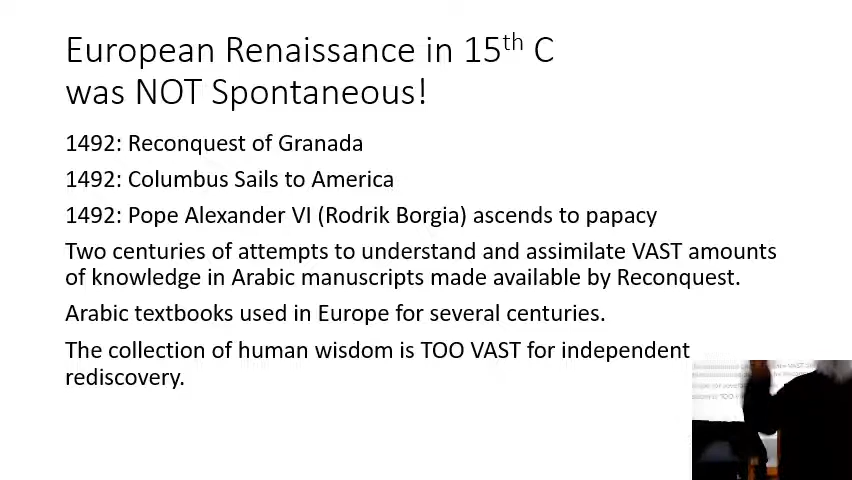 European Renaissance in 15th C
was NOT Spontaneous!
1492: Reconquest of Granada
1492: Columbus Sails to America
1492: Pope Alexander VI (Rodrik Borgia) ascends to papacy
Two centuries of attempts to understand and assimilate VAST amounts
of knowledge in Arabic manuscripts made available by Reconquest.
Arabic textbooks used in Europe for several centuries.
The collection of human wisdom is TOO VAST for independent
rediscovery.